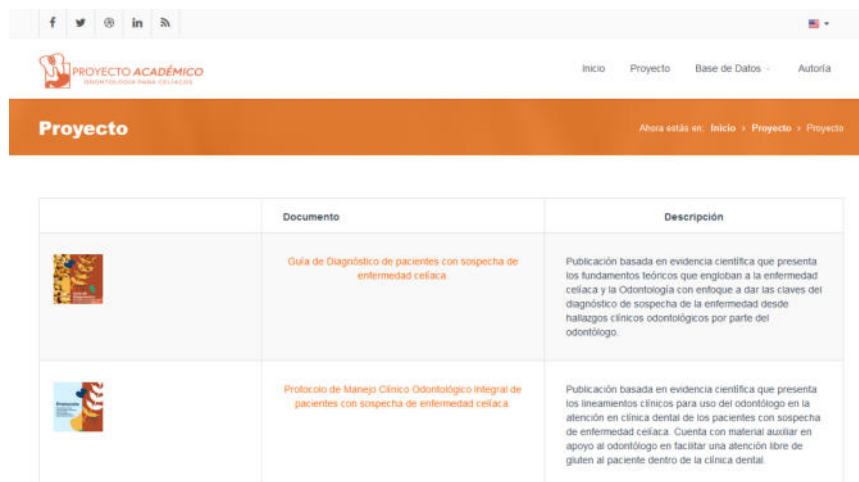 PROYECTO ACADÉMICO
ODONTOLOGÍA PARA CELIACOS
Inicio Proyecto Base de Datos Autoría
Proyecto
Ahora estás en: Inicio > Proyecto > Proyecto
Documento Descripción
Guía de Diagnóstico de pacientes con sospecha de
enfermedad celíaca.
Publicación basada en evidencia científica que presenta
los fundamentos teóricos que engloban a la enfermedad
celíaca y la Odontología con enfoque a dar las claves del
diagnóstico de sospecha de la enfermedad desde
hallazgos clínicos odontológicos por parte del
odontólogo.
Protocolo
Protocolo de Manejo Clínico Odontológico Integral de
pacientes con sospecha de enfermedad celíaca.
Publicación basada en evidencia científica que presenta
los lineamientos clínicos para uso del odontólogo en la
atención en clínica dental de los pacientes con sospecha
de enfermedad celíaca. Cuenta con material auxiliar en
apoyo al odontólogo en facilitar una atención libre de
gluten al paciente dentro de la clínica dental.